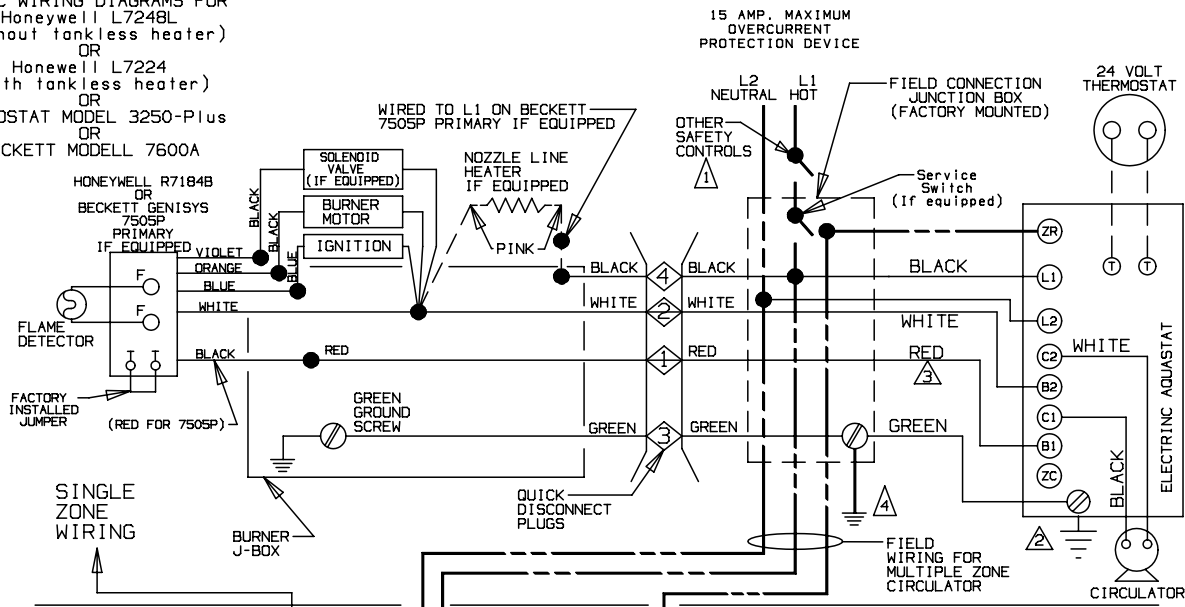 C WIRING DIAGRAMS FOR
Honeywell L7248L
hout tankless heater)
OR
Honewell L7224
th tankless heater)
OR
OSTAT MODEL 3250-Plus
OR
CKETT MODELL 7600A
HONEYWELL R7184B
OR
BECKETT GENISYS
7505P
PRIMARY
IF EQUIPPED
15 AMP. MAXIMUM
OVERCURRENT
PROTECTION DEVICE
L2
NEUTRAL
L1
HOT
FIELD CONNECTION
JUNCTION BOX
(FACTORY MOUNTED)
24 VOLT
THERMOSTAT
WIRED TO L1 ON BECKETT
7505P PRIMARY IF EQUIPPED
OTHER
SAFETY
CONTROLS
1
Service
Switch
(If equipped)
SOLENOID
VALVE
(IF EQUIPPED)
BURNER
MOTOR
IGNITION
NOZZLE LINE
HEATER
IF EQUIPPED
PINK
BLACK
BLACK
BLUE
VIOLET
ORANGE
BLUE
WHITE
BLACK
RED
F
F
T T
FLAME
DETECTOR
FACTORY
INSTALLED
JUMPER
(RED FOR 7505P)
GREEN
GROUND
SCREW
BLACK 4 BLACK
WHITE 2 WHITE
1 RED
GREEN 3 GREEN
BLACK
WHITE
RED
3
GREEN
T T
ZR
L1
L2
C2
B2
C1
B1
ZC
WHITE
BLACK
ELECTRINC AQUASTAT
SINGLE
ZONE
WIRING
BURNER
J-BOX
QUICK
DISCONNECT
PLUGS
4
2
FIELD
WIRING FOR
MULTIPLE ZONE
CIRCULATOR
CIRCULATOR